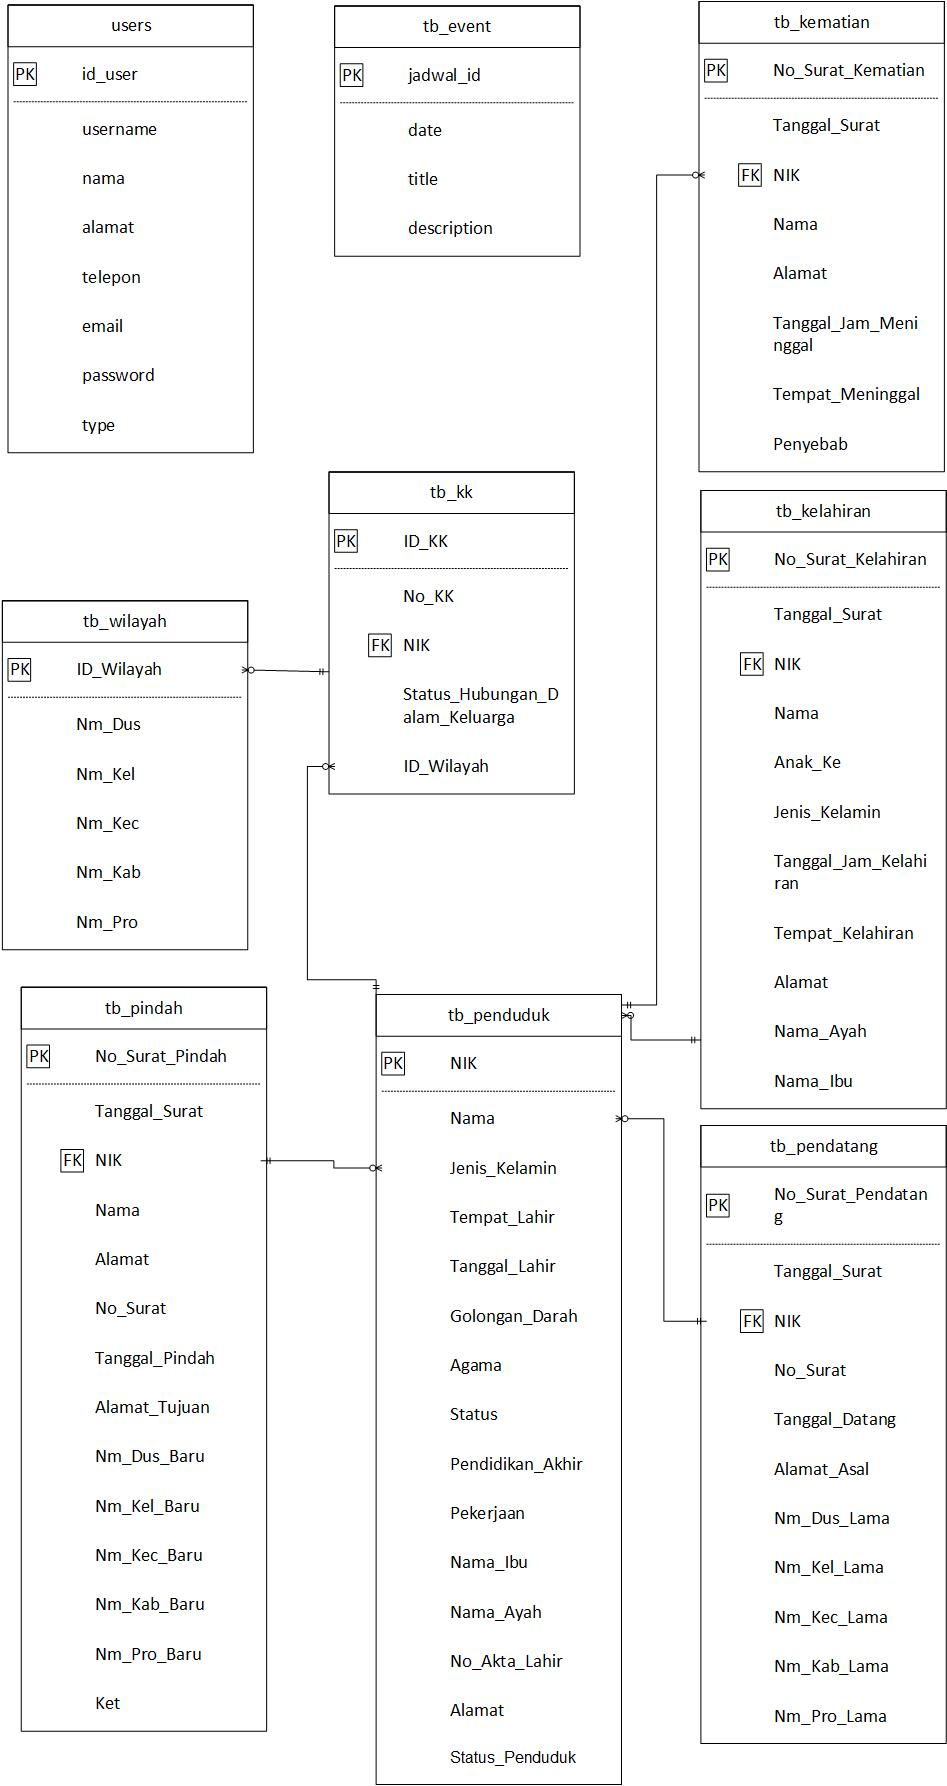 users
PK
id_user
username
nama
alamat
telepon
email
password
type
tb_event
PK
jadwal_id
date
title
description
tb_kematian
PK
No_Surat_Kematian
Tanggal_Surat
FK
NIK
Nama
Alamat
Tanggal_Jam_Meni
nggal
Tempat_Meninggal
Penyebab
tb_kk
PK
ID_KK
No_KK
FK
NIK
Status_Hubungan_D
alam_Keluarga
ID_Wilayah
tb_kelahiran
PK
No_Surat_Kelahiran
Tanggal_Surat
FK
NIK
Nama
Anak_Ke
Jenis_Kelamin
Tanggal_Jam_Kelahi
ran
Tempat_Kelahiran
Alamat
Nama_Ayah
Nama_Ibu
tb_wilayah
PK
ID_Wilayah
Nm_Dus
Nm_Kel
Nm_Kec
Nm_Kab
Nm_Pro
tb_pindah
PK
No_Surat_Pindah
Tanggal_Surat
FK
NIK
Nama
Alamat
No_Surat
Tanggal_Pindah
Alamat_Tujuan
Nm_Dus_Baru
Nm_Kel_Baru
Nm_Kec_Baru
Nm_Kab_Baru
Nm_Pro_Baru
Ket
tb_penduduk
PK
NIK
Nama
Jenis_Kelamin
Tempat_Lahir
Tanggal_Lahir
Golongan_Darah
Agama
Status
Pendidikan_Akhir
Pekerjaan
Nama_Ibu
Nama_Ayah
No_Akta_Lahir
Alamat
Status_Penduduk
tb_pendatang
PK
No_Surat_Pendatan
g
Tanggal_Surat
FK
NIK
No_Surat
Tanggal_Datang
Alamat_Asal
Nm_Dus_Lama
Nm_Kel_Lama
Nm_Kec_Lama
Nm_Kab_Lama
Nm_Pro_Lama